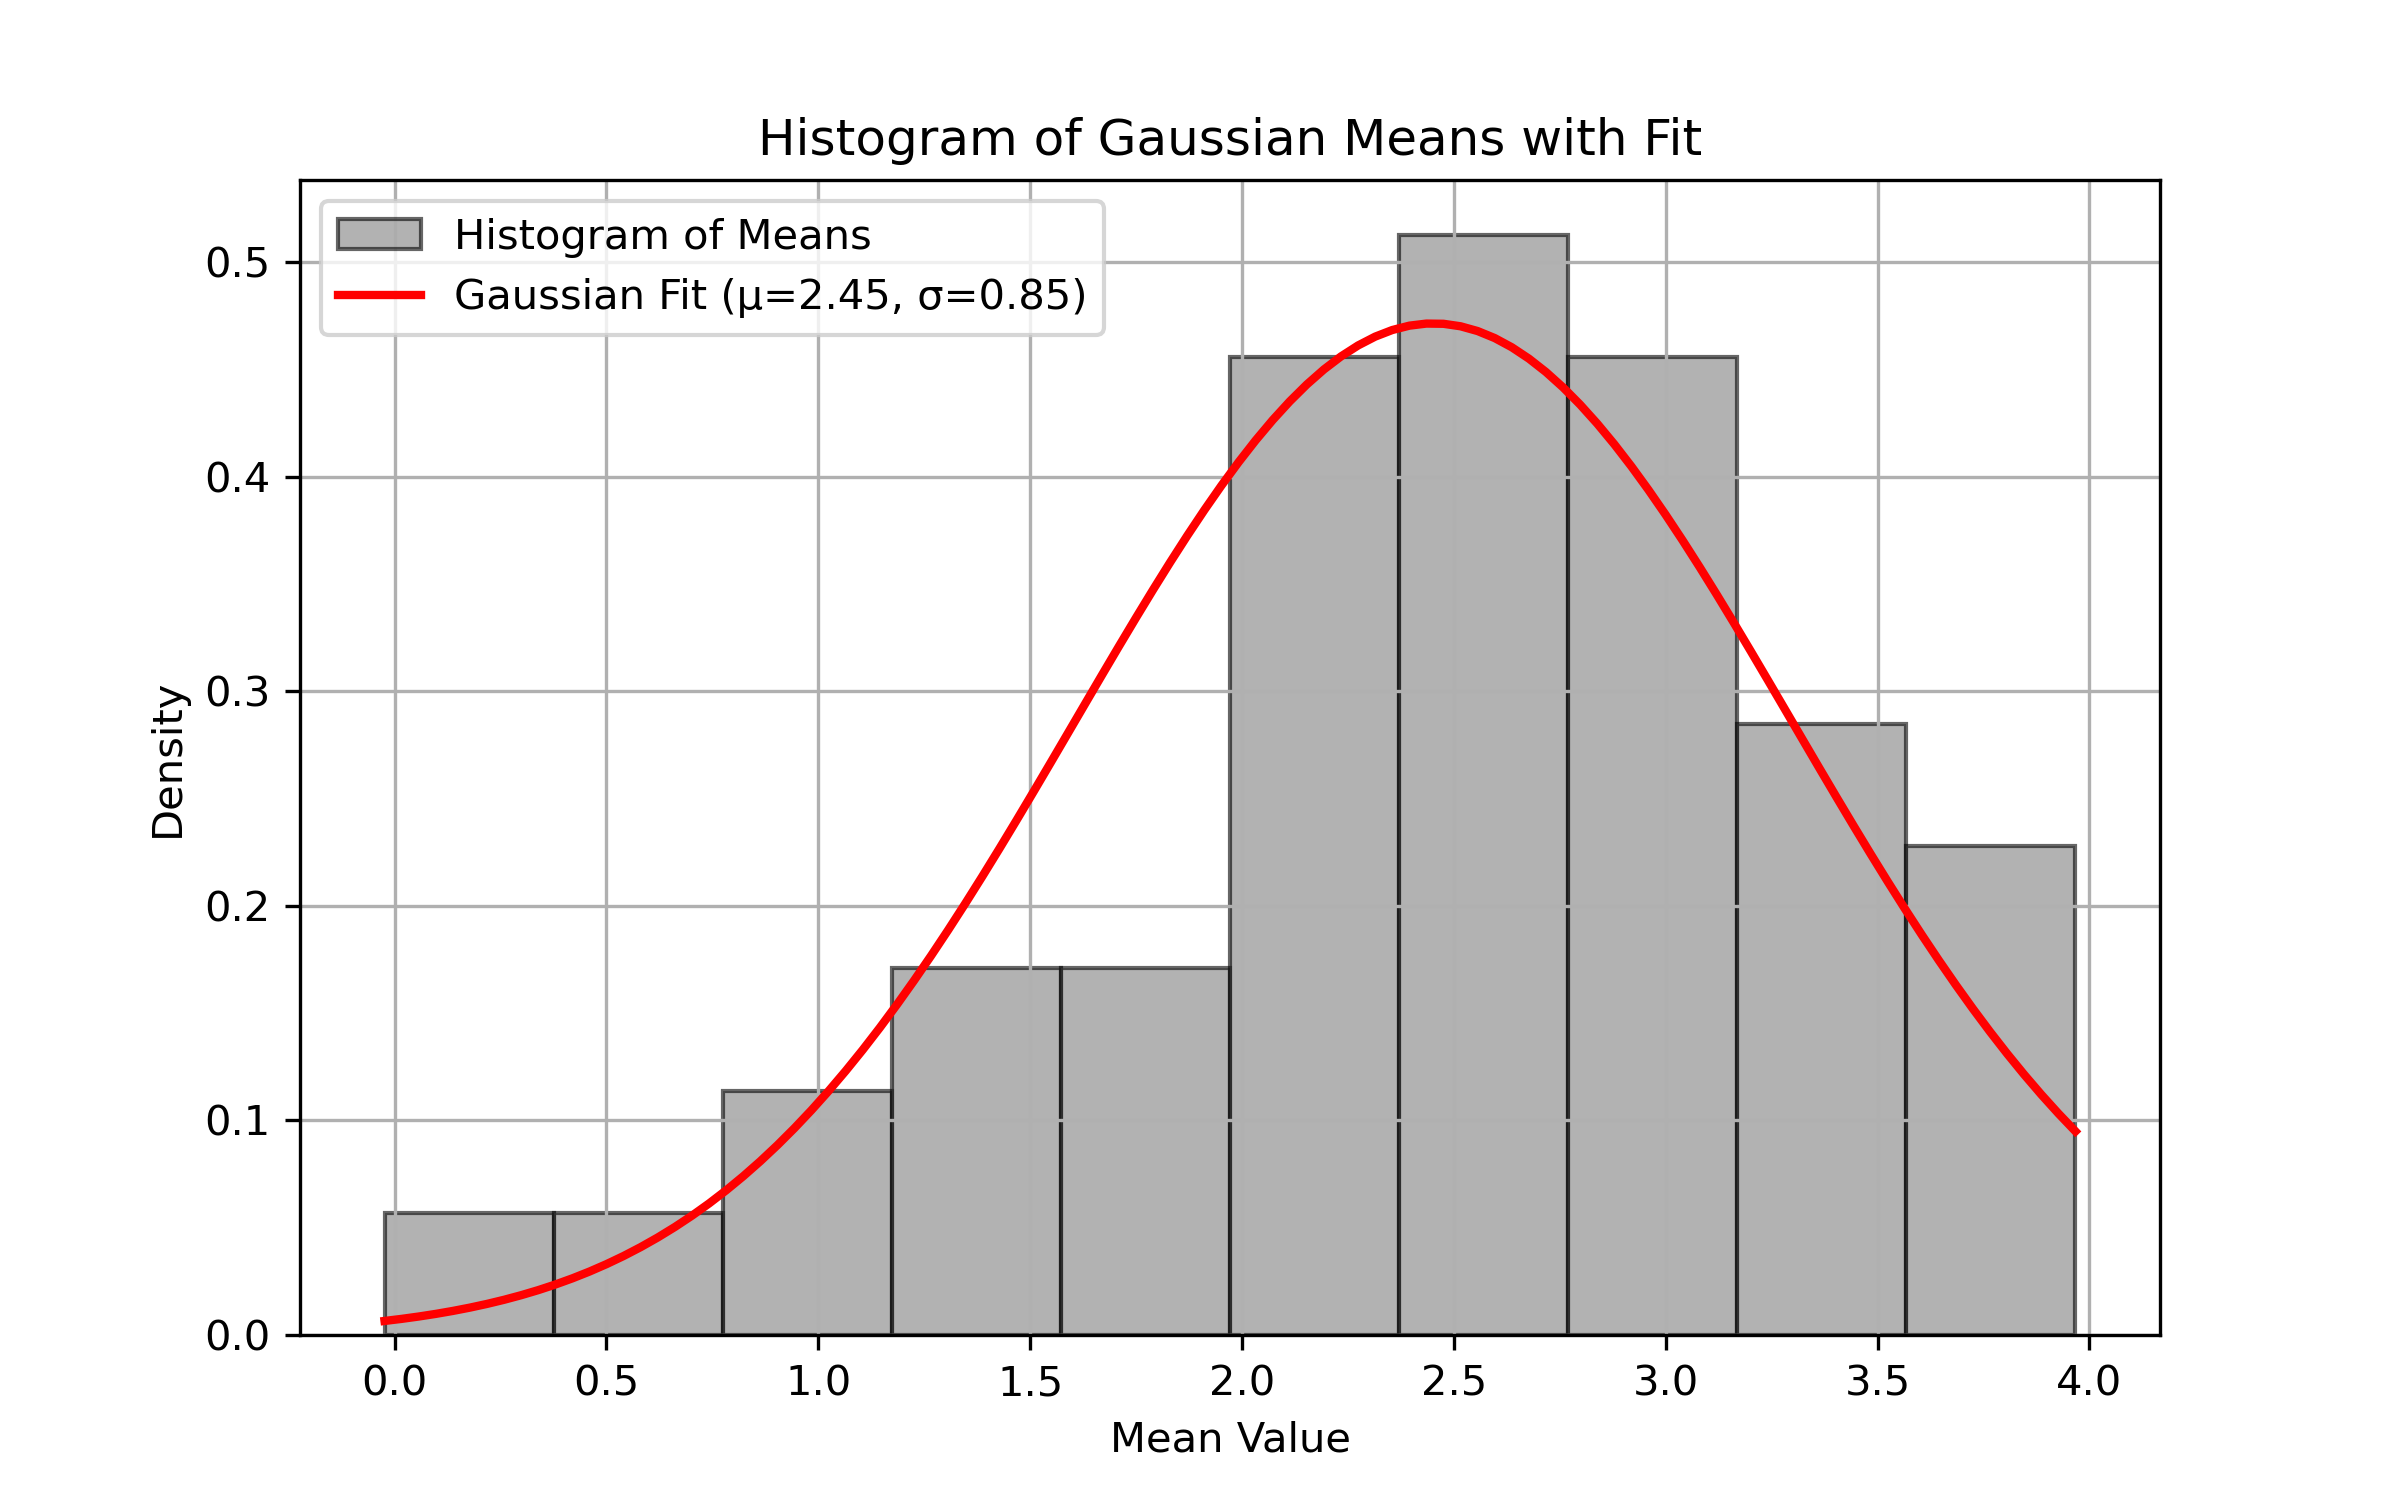 Histogram of Gaussian Means with Fit
Histogram of Means
Gaussian Fit (μ=2.45, σ=0.85)
0.5
0.4
0.3
0.2
0.1
0.0
Density
0.0 0.5 1.0 1.5 2.0 2.5 3.0 3.5 4.0
Mean Value